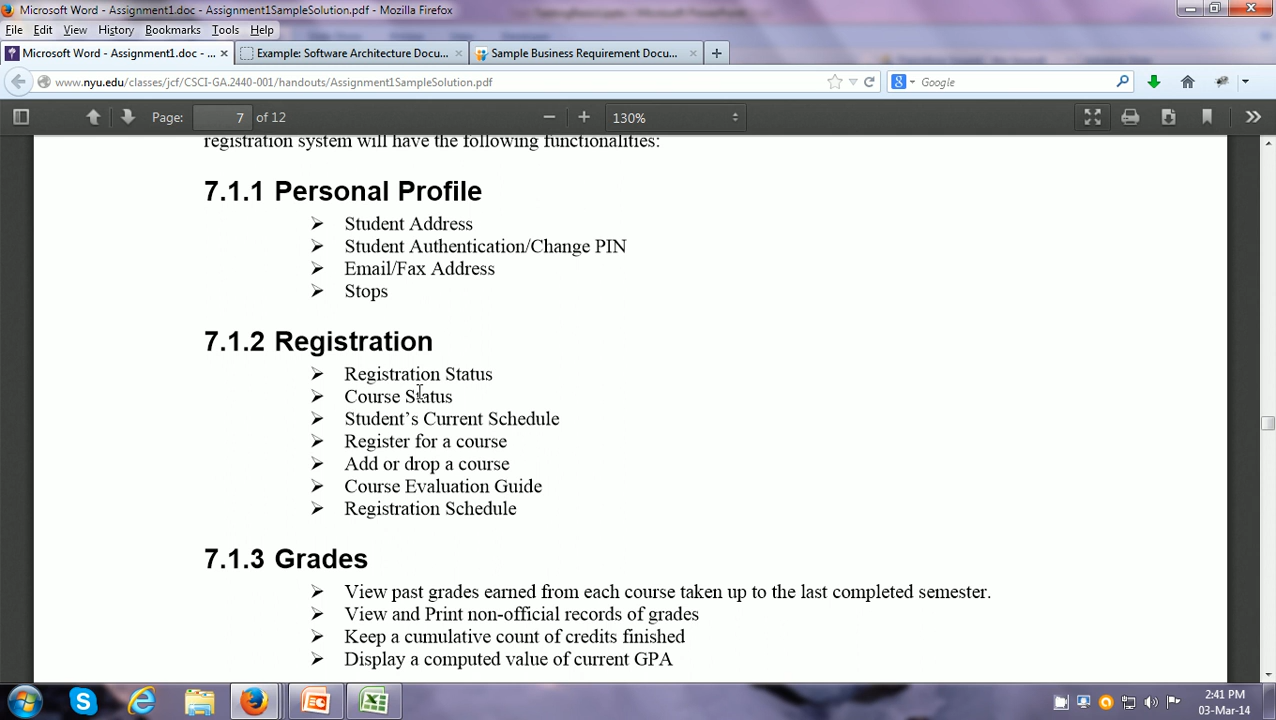 Microsoft Word - Assignment1.doc - Assignment1SampleSolution.pdf - Mozilla Firefox
File Edit View History Bookmarks Tools Help
Microsoft Word - Assignment1.doc - ... × Example: Software Architecture Docu... × Sample Business Requirement Docu... × +
www.nyu.edu/classes/jcf/CSCI-GA.2440-001/handouts/Assignment1SampleSolution.pdf Google
Page: 7 of 12 130%
registration system will have the following functionalities:
7.1.1 Personal Profile
Student Address
Student Authentication/Change PIN
Email/Fax Address
Stops
7.1.2 Registration
Registration Status
Course Status
Student’s Current Schedule
Register for a course
Add or drop a course
Course Evaluation Guide
Registration Schedule
7.1.3 Grades
View past grades earned from each course taken up to the last completed semester.
View and Print non-official records of grades
Keep a cumulative count of credits finished
Display a computed value of current GPA
2:41 PM
03-Mar-14